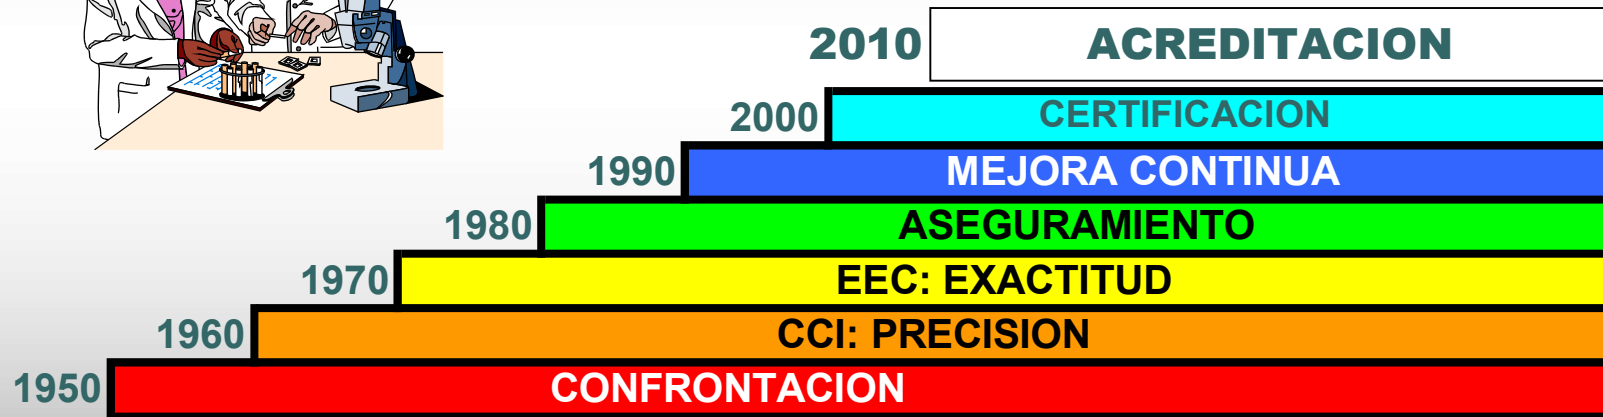 2010 ACREDITACION
2000 CERTIFICACION
1990 MEJORA CONTINUA
1980 ASEGURAMIENTO
1970 EEC: EXACTITUD
1960 CCI: PRECISION
1950 CONFRONTACION